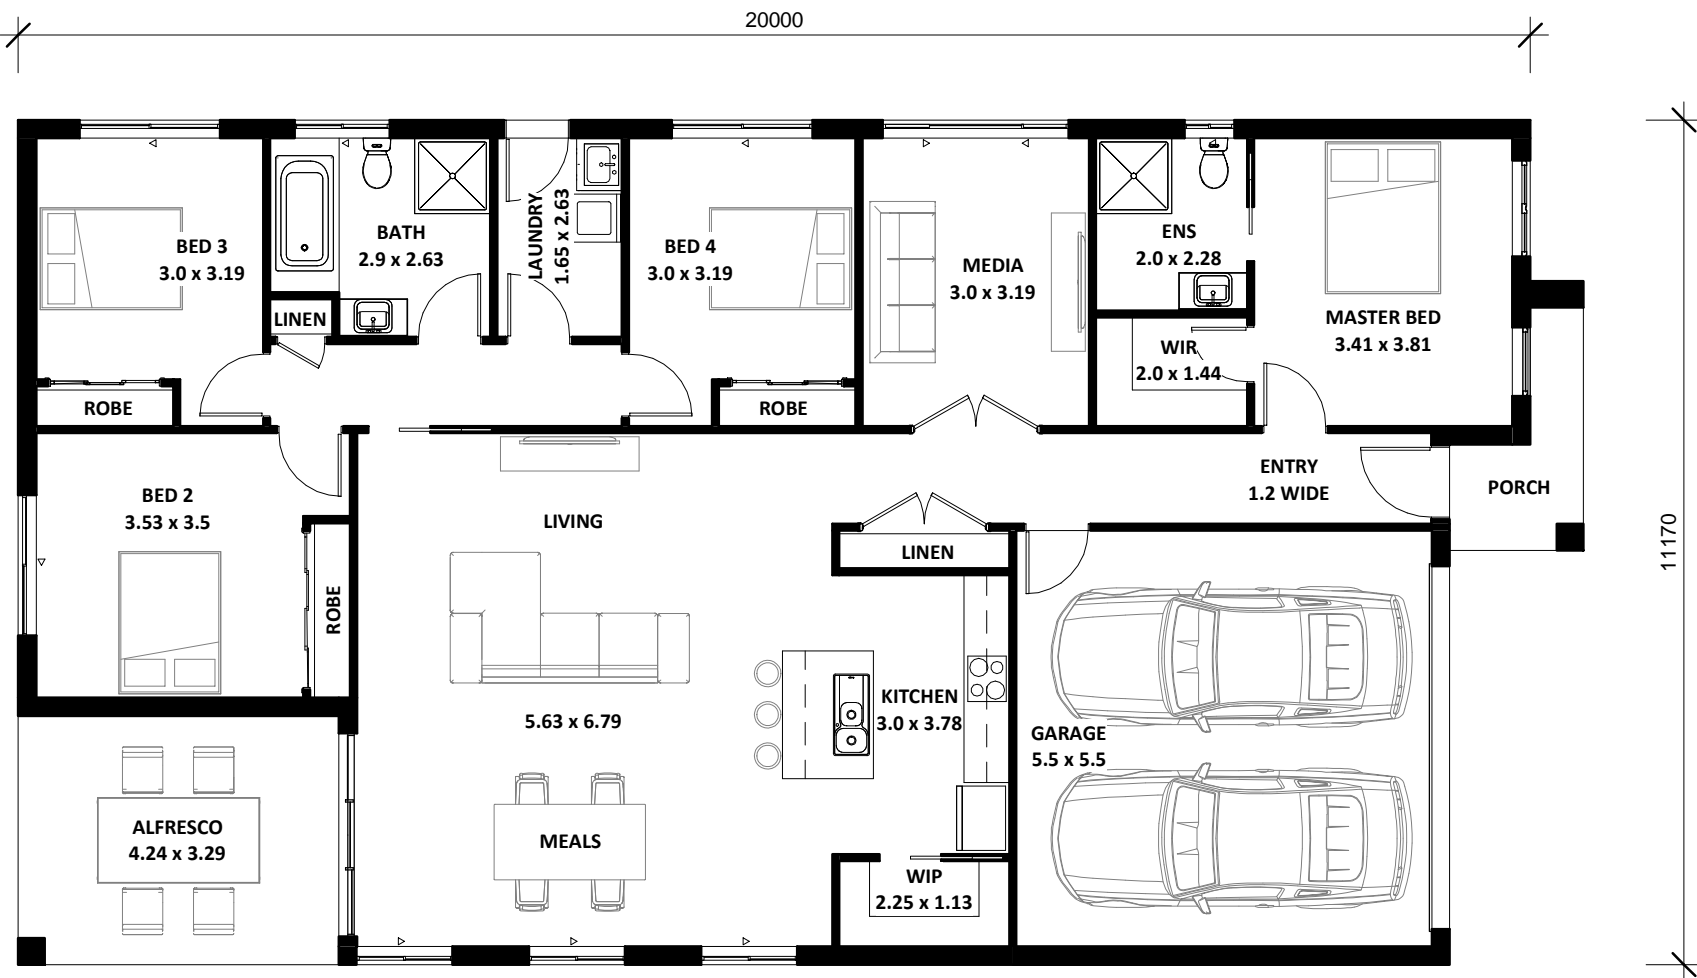 20000
BED 3
3.0 x 3.19
BATH
2.9 x 2.63
LAUNDRY
1.65 x 2.63
BED 4
3.0 x 3.19
MEDIA
3.0 x 3.19
ENS
2.0 x 2.28
MASTER BED
3.41 x 3.81
LINEN
WIR
2.0 x 1.44
ROBE
ROBE
BED 2
3.53 x 3.5
ROBE
LIVING
5.63 x 6.79
ENTRY
1.2 WIDE
PORCH
LINEN
11170
KITCHEN
3.0 x 3.78
GARAGE
5.5 x 5.5
ALFRESCO
4.24 x 3.29
MEALS
WIP
2.25 x 1.13